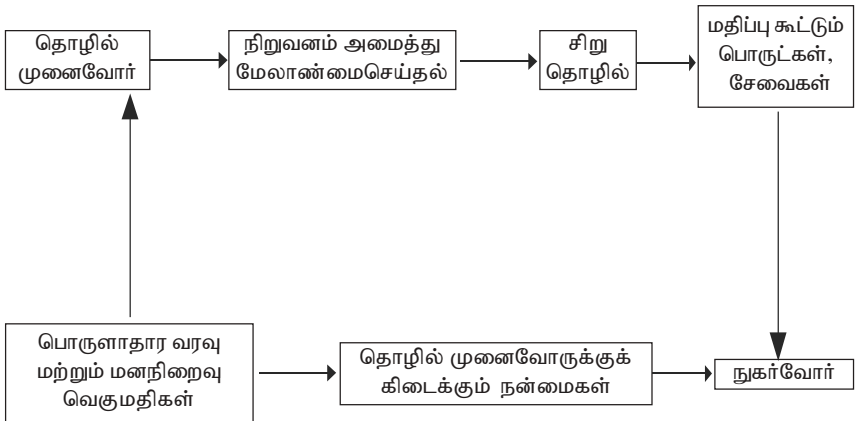 தொழில்
முனைவோர்
நிறுவனம் அமைத்து
மேலாண்மைசெய்தல்
சிறு
தொழில்
மதிப்பு கூட்டும்
பொருட்கள்,
சேவைகள்
பொருளாதார வரவு
மற்றும் மனநிறைவு
வெகுமதிகள்
தொழில் முனைவோருக்குக்
கிடைக்கும் நன்மைகள்
நுகர்வோர்